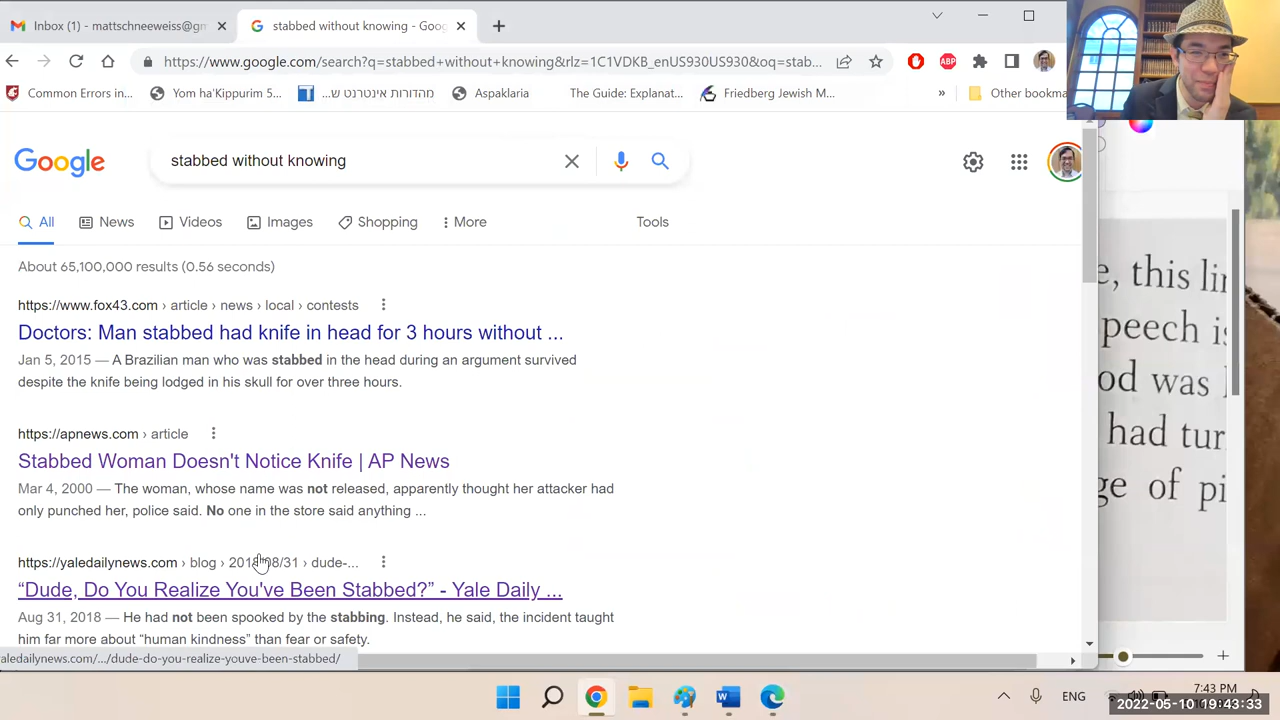 Inbox (1) - mattschneeweiss@gm
stabbed without knowing - Goog
https://www.google.com/search?q=stabbed+without+knowing&rlz=1C1VDKB_enUS930US930&oq=stab...
ABP
Common Errors in...
Yom ha'Kippurim 5...
מהדורות אינטרנט ש...
Aspaklaria
The Guide: Explanat...
Friedberg Jewish M...
»
Other bookma
Google
stabbed without knowing
All
News
Videos
Images
Shopping
More
Tools
About 65,100,000 results (0.56 seconds)
https://www.fox43.com › article › news › local › contests
Doctors: Man stabbed had knife in head for 3 hours without ...
Jan 5, 2015 — A Brazilian man who was stabbed in the head during an argument survived
despite the knife being lodged in his skull for over three hours.
https://apnews.com › article
Stabbed Woman Doesn't Notice Knife | AP News
Mar 4, 2000 — The woman, whose name was not released, apparently thought her attacker had
only punched her, police said. No one in the store said anything ...
https://yaledailynews.com › blog › 2018/08/31 › dude-...
“Dude, Do You Realize You've Been Stabbed?” - Yale Daily ...
Aug 31, 2018 — He had not been spooked by the stabbing. Instead, he said, the incident taught
him far more about “human kindness” than fear or safety.
yaledailynews.com/.../dude-do-you-realize-youve-been-stabbed/
e, this lin
peech is
od was
had tur
ge of pi
ENG
7:43 PM
2022-05-10 19:43:33